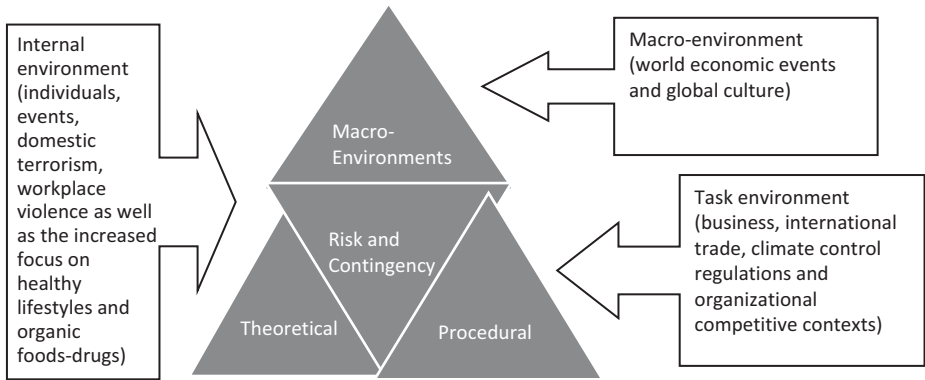 Internal
environment
(individuals,
events,
domestic
terrorism,
workplace
violence as well
as the increased
focus on
healthy
lifestyles and
organic
foods-drugs)
Macro-
Environments
Risk and
Contingency
Theoretical
Procedural
Macro-environment
(world economic events
and global culture)
Task environment
(business, international
trade, climate control
regulations and
organizational
competitive contexts)